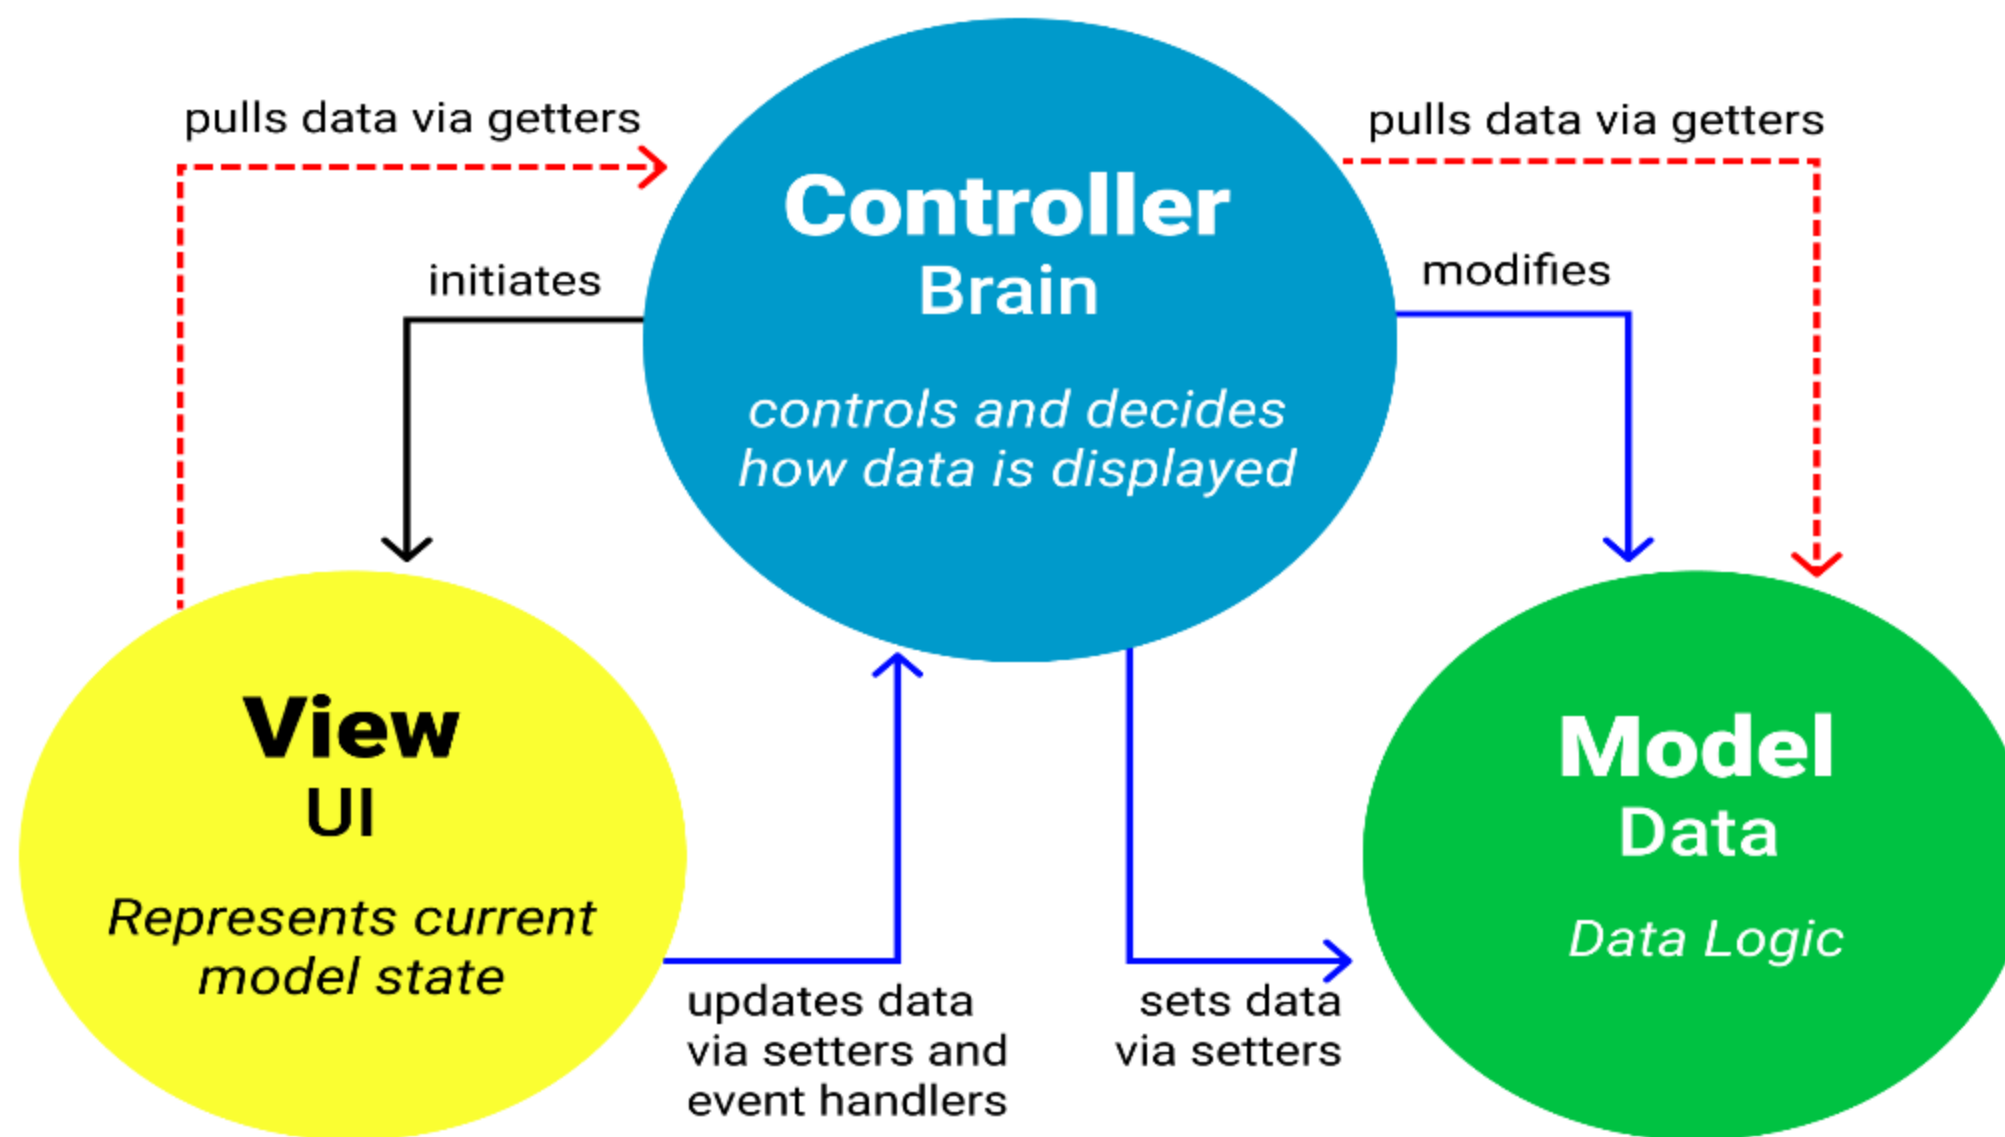 pulls data via getters
pulls data via getters
Controller
Brain
initiates
modifies
controls and decides
how data is displayed
View
UI
Represents current
model state
Model
Data
Data Logic
updates data
via setters and
event handlers
sets data
via setters